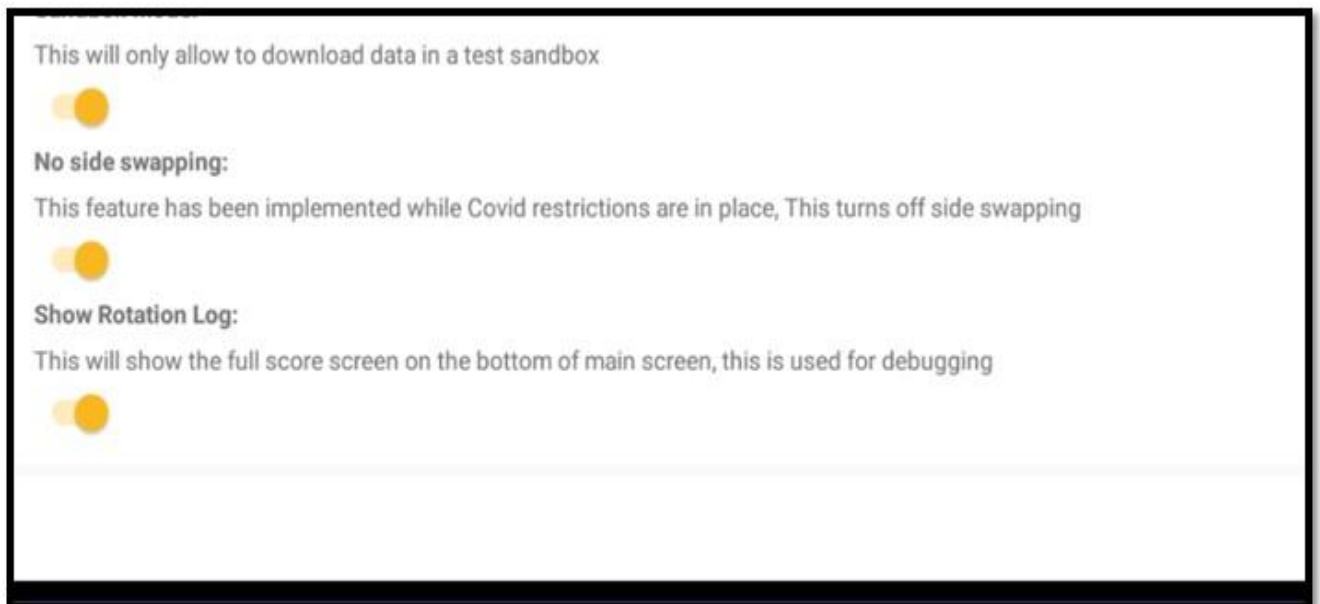 This will only allow to download data in a test sandbox
No side swapping:
This feature has been implemented while Covid restrictions are in place, This turns off side swapping
Show Rotation Log:
This will show the full score screen on the bottom of main screen, this is used for debugging